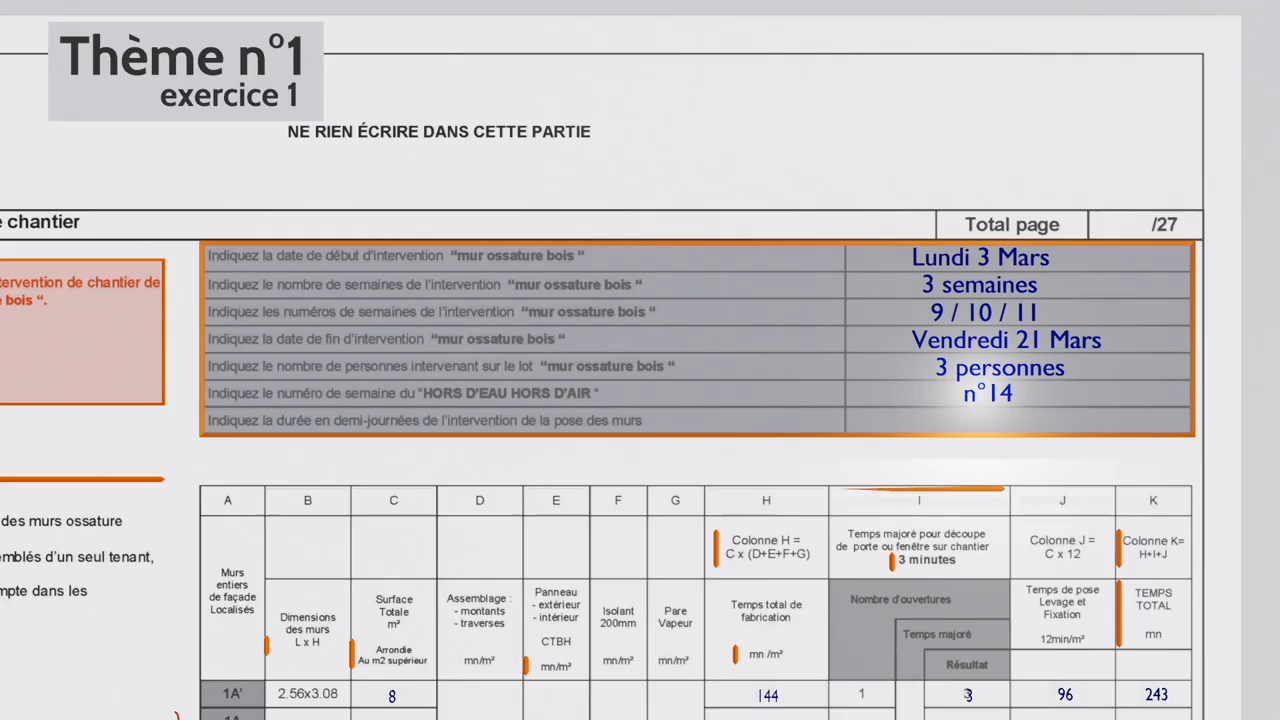 Thème n°1
exercice 1
NE RIEN ÉCRIRE DANS CETTE PARTIE
e chantier
Total page /27
tervention de chantier de
bois “.
Indiquez la date de début d'intervention “mur ossature bois “ Lundi 3 Mars
Indiquez le nombre de semaines de l'intervention “mur ossature bois “ 3 semaines
Indiquez les numéros de semaines de l'intervention “mur ossature bois “ 9 / 10 / 11
Indiquez la date de fin d'intervention “mur ossature bois “ Vendredi 21 Mars
Indiquez le nombre de personnes intervenant sur le lot “mur ossature bois “ 3 personnes
Indiquez le numéro de semaine du "HORS D'EAU HORS D'AIR " n°14
Indiquez la durée en demi-journées de l'intervention de la pose des murs
des murs ossature
emblés d'un seul tenant,
mpte dans les
A B C D E F G H I J K
Colonne H =
C x (D+E+F+G)
Temps majoré pour découpe
de porte ou fenêtre sur chantier
3 minutes
Colonne J =
C x 12
Colonne K=
H+I+J
Murs
entiers
de façade
Localisés
Dimensions
des murs
L x H
Surface
Totale
m²
Arrondie
Au m2 supérieur
Assemblage :
- montants
- traverses
mn/m²
Panneau
- extérieur
- intérieur
CTBH
mn/m²
Isolant
200mm
mn/m²
Pare
Vapeur
mn/m²
Temps total de
fabrication
mn /m²
Nombre d'ouvertures
Temps majoré
Résultat
Temps de pose
Levage et
Fixation
12min/m²
TEMPS
TOTAL
mn
1A' 2.56x3.08 8 144 1 3 96 243